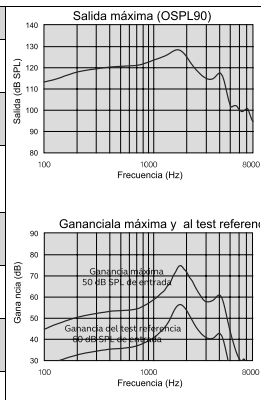 Salida máxima (OSPL90)
140
130
120
110
100
90
80
Salida (dB SPL)
100 1000 8000
Frecuencia (Hz)
Gananciala máxima y al test referenc
90
80
70
60
50
40
30
Gana ncia (dB)
Ganancia máxima
50 dB SPL de entrada
Ganancia del test referencia
60 dB SPL de entrada
100 1000 8000
Frecuencia (Hz)